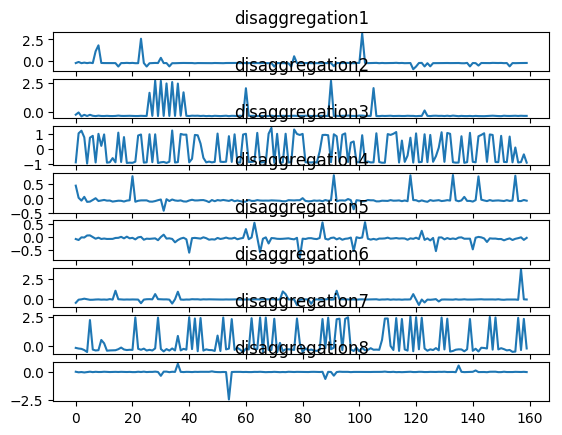 disaggregation1
2.5
0.0
disaggregation2
2.5
0.0
disaggregation3
1
0
−1
disaggregation4
0.5
0.0
−0.5
disaggregation5
0.5
0.0
−0.5
disaggregation6
2.5
0.0
disaggregation7
2.5
0.0
disaggregation8
0.0
−2.5
0 20 40 60 80 100 120 140 160